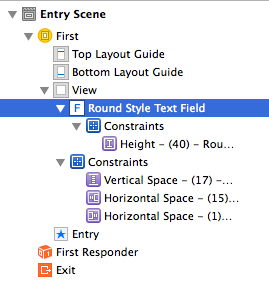 Entry Scene
First
Top Layout Guide
Bottom Layout Guide
View
F Round Style Text Field
Constraints
Height - (40) - Rou...
Constraints
Vertical Space - (17) -...
Horizontal Space - (15)...
Horizontal Space - (1)...
Entry
First Responder
Exit